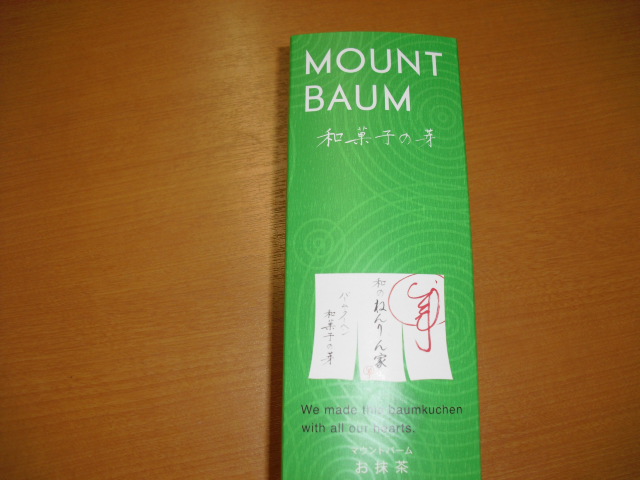 MOUNT
BAUM
和菓子の芽
芽
和の ねんりん家
バームクーヘン
和菓子の芽
We made this baumkuchen
with all our hearts.
マウントバーム
お抹茶